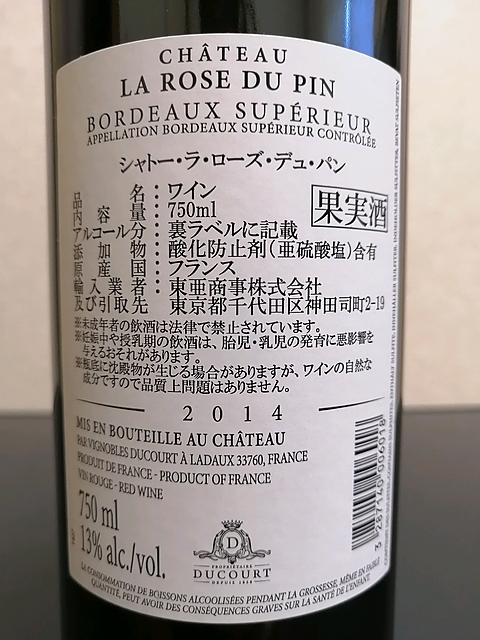 CHÂTEAU
LA ROSE DU PIN
BORDEAUX SUPÉRIEUR
APPELLATION BORDEAUX SUPÉRIEUR CONTRÔLÉE
シャトー・ラ・ローズ・デュ・パン
品名：ワイン
内容量：750ml
果実酒
アルコール分：裏ラベルに記載
添加物：酸化防止剤（亜硫酸塩）含有
原産国：フランス
輸入業者：東亜商事株式会社
及び引取先 東京都千代田区神田司町2-19
※未成年者の飲酒は法律で禁止されています。
※妊娠中や授乳期の飲酒は、胎児・乳児の発育に悪影響を
与えるおそれがあります。
※瓶底に沈殿物が生じる場合がありますが、ワインの自然な
成分ですので品質上問題はありません。
2014
MIS EN BOUTEILLE AU CHÂTEAU
PAR VIGNOBLES DUCOURT À LADAUX 33760, FRANCE
PRODUIT DE FRANCE - PRODUCT OF FRANCE
VIN ROUGE - RED WINE
750 ml
13% alc./vol.
D
PROPRIÉTAIRE
DUCOURT
DEPUIS 1858
3 287140 006018
LA CONSOMMATION DE BOISSONS ALCOOLISÉES PENDANT LA GROSSESSE, MÊME EN FAIBLE
QUANTITÉ, PEUT AVOIR DES CONSÉQUENCES GRAVES SUR LA SANTÉ DE L'ENFANT.